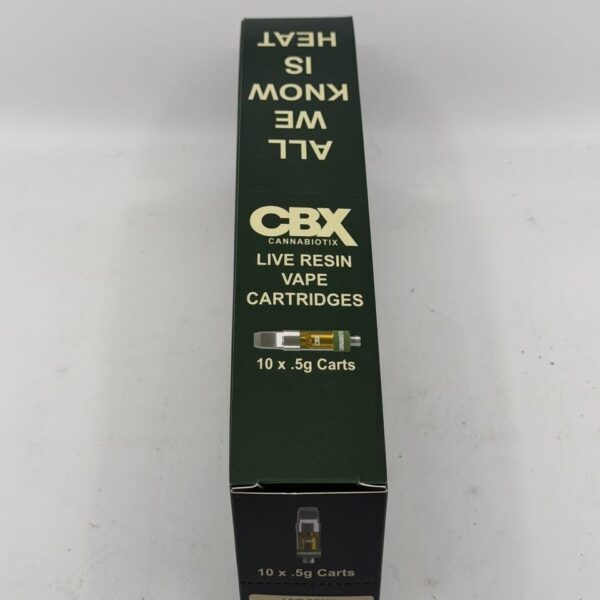 ALL
WE
KNOW
IS
HEAT
CBX
CANNABIOTIX
LIVE RESIN
VAPE
CARTRIDGES
10 x .5g Carts
10 x .5g Carts